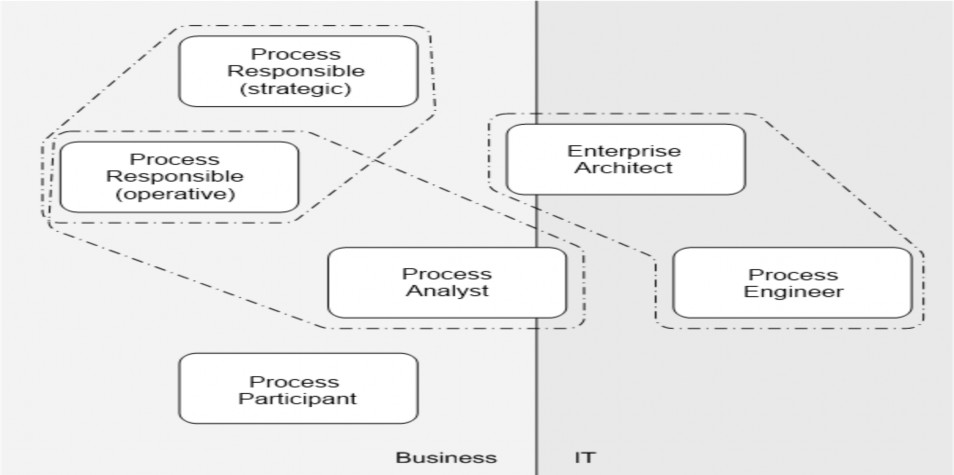 Process
Responsible
(strategic)
Process
Responsible
(operative)
Enterprise
Architect
Process
Analyst
Process
Engineer
Process
Participant
Business
IT